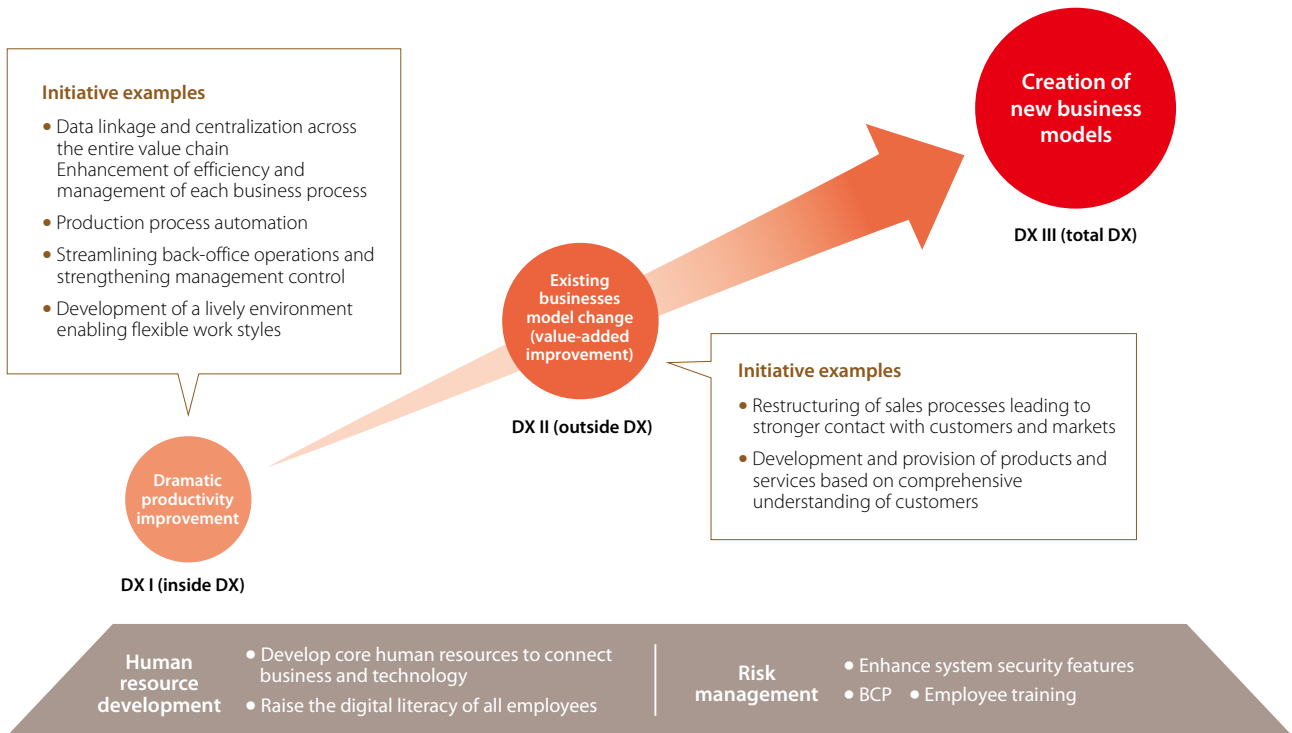 Initiative examples
• Data linkage and centralization across
the entire value chain
Enhancement of efficiency and
management of each business process
• Production process automation
• Streamlining back-office operations and
strengthening management control
• Development of a lively environment
enabling flexible work styles
Dramatic
productivity
improvement
DX I (inside DX)
Existing
businesses
model change
(value-added
improvement)
DX II (outside DX)
Initiative examples
• Restructuring of sales processes leading to
stronger contact with customers and markets
• Development and provision of products and
services based on comprehensive
understanding of customers
Creation of
new business
models
DX III (total DX)
Human
resource
development
• Develop core human resources to connect
business and technology
• Raise the digital literacy of all employees
Risk
management
• Enhance system security features
• BCP • Employee training